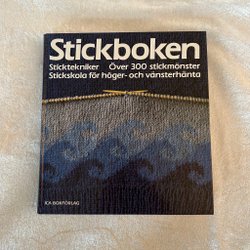 Stickboken
Sticktekniker Över 300 stickmönster
Stickskola för höger- och vänsterhänta
ICA BOKFÖRLAG